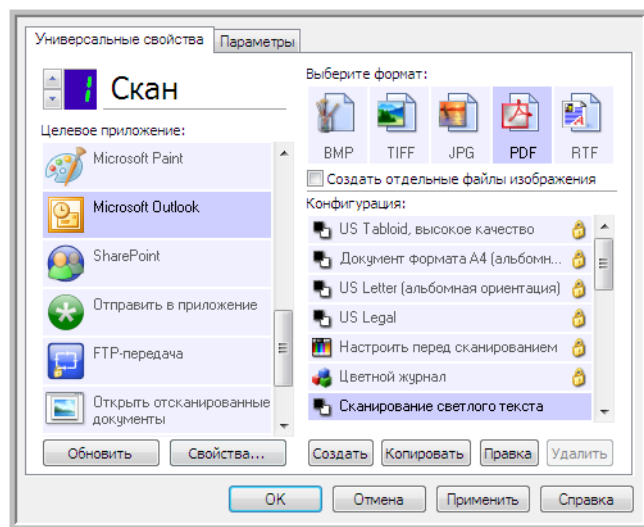 Универсальные свойства
Параметры
1
Скан
Целевое приложение:
Microsoft Paint
Microsoft Outlook
SharePoint
Отправить в приложение
FTP-передача
Открыть отсканированные
документы
Обновить
Свойства...
Выберите формат:
BMP
TIFF
JPG
PDF
RTF
Создать отдельные файлы изображения
Конфигурация:
US Tabloid, высокое качество
Документ формата A4 (альбомн...
US Letter (альбомная ориентация)
US Legal
Настроить перед сканированием
Цветной журнал
Сканирование светлого текста
Создать
Копировать
Правка
Удалить
OK
Отмена
Применить
Справка